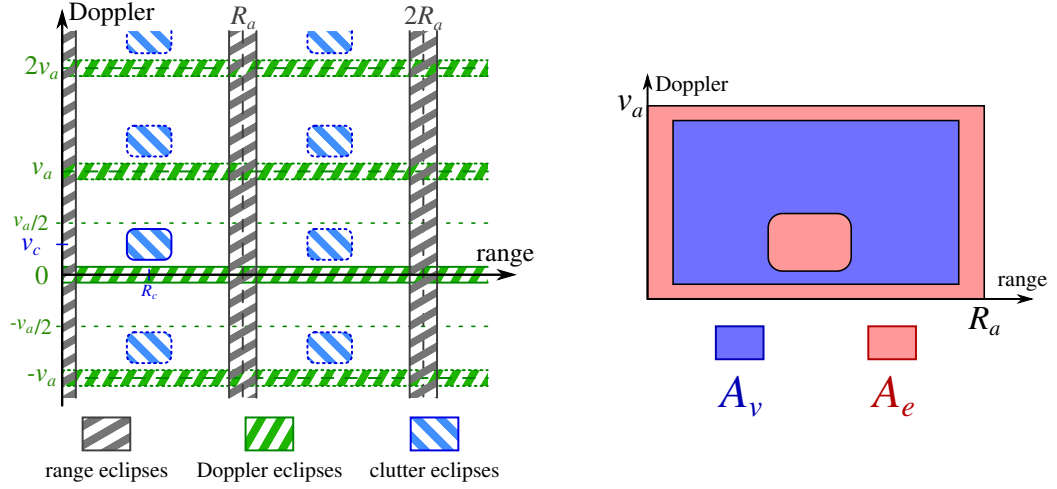 Doppler
R_a
2R_a
2v_a
v_a
v_a/2
v_c
range
0
R_c
-v_a/2
-v_a
range eclipses
Doppler eclipses
clutter eclipses
v_a
Doppler
range
R_a
A_v
A_e